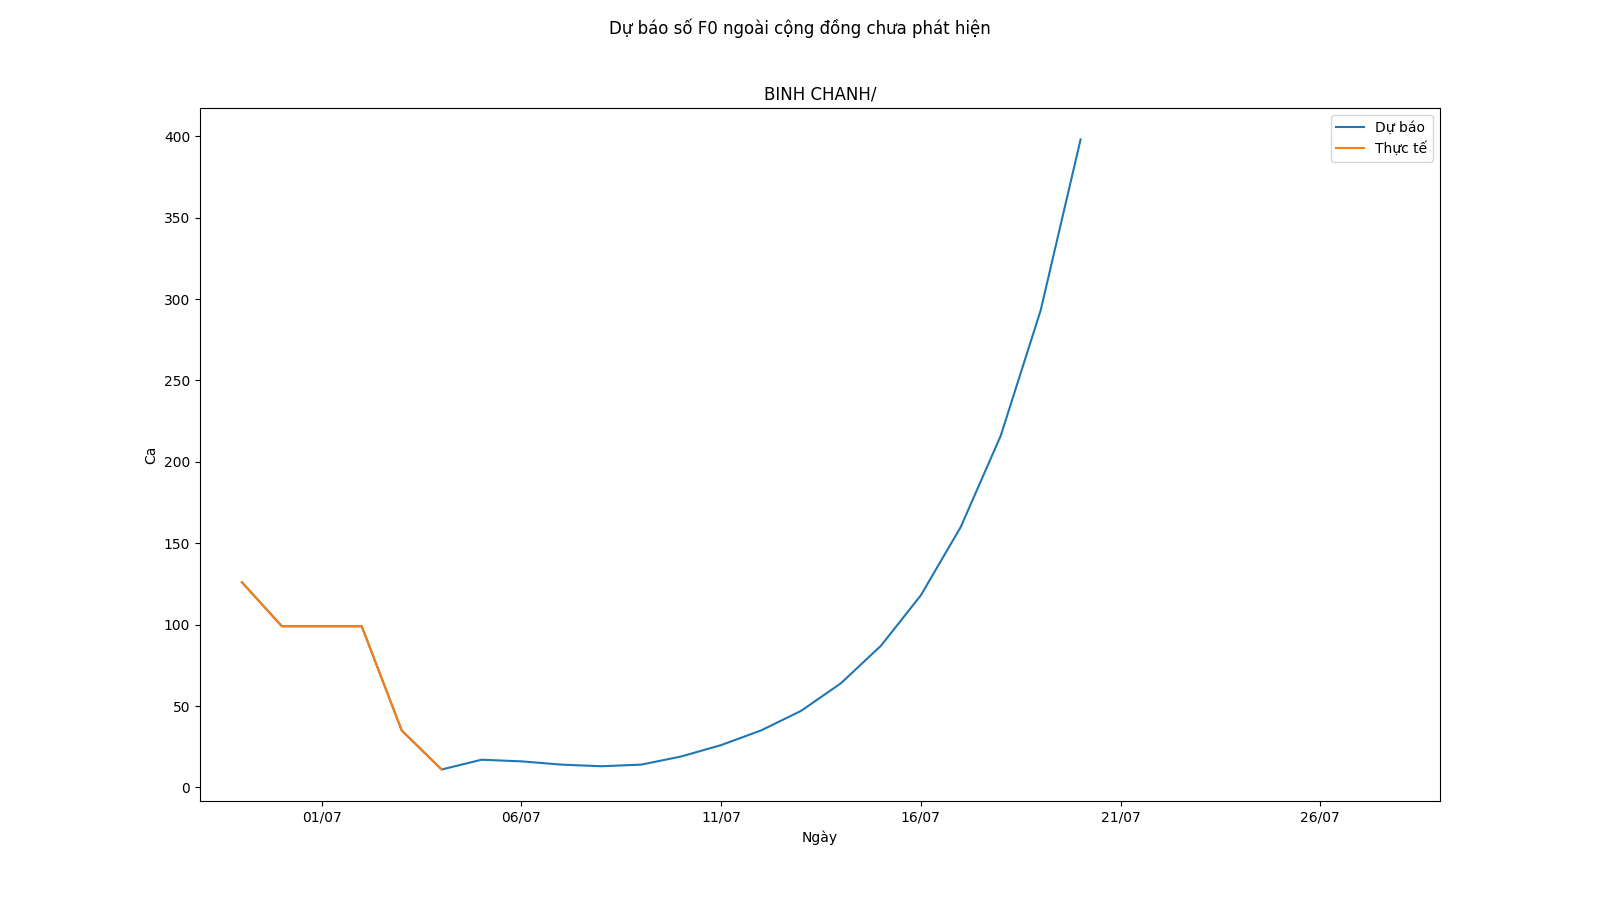 Dự báo số F0 ngoài cộng đồng chưa phát hiện
BINH CHANH/
Dự báo
Thực tế
400
350
300
250
200
150
100
50
0
Ca
01/07 06/07 11/07 16/07 21/07 26/07
Ngày